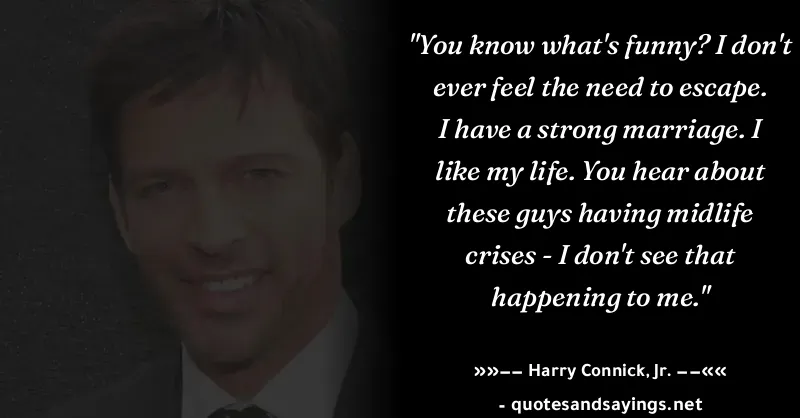 "You know what's funny? I don't
ever feel the need to escape.
I have a strong marriage. I
like my life. You hear about
these guys having midlife
crises - I don't see that
happening to me."
»»−− Harry Connick, Jr. −−««
- quotesandsayings.net